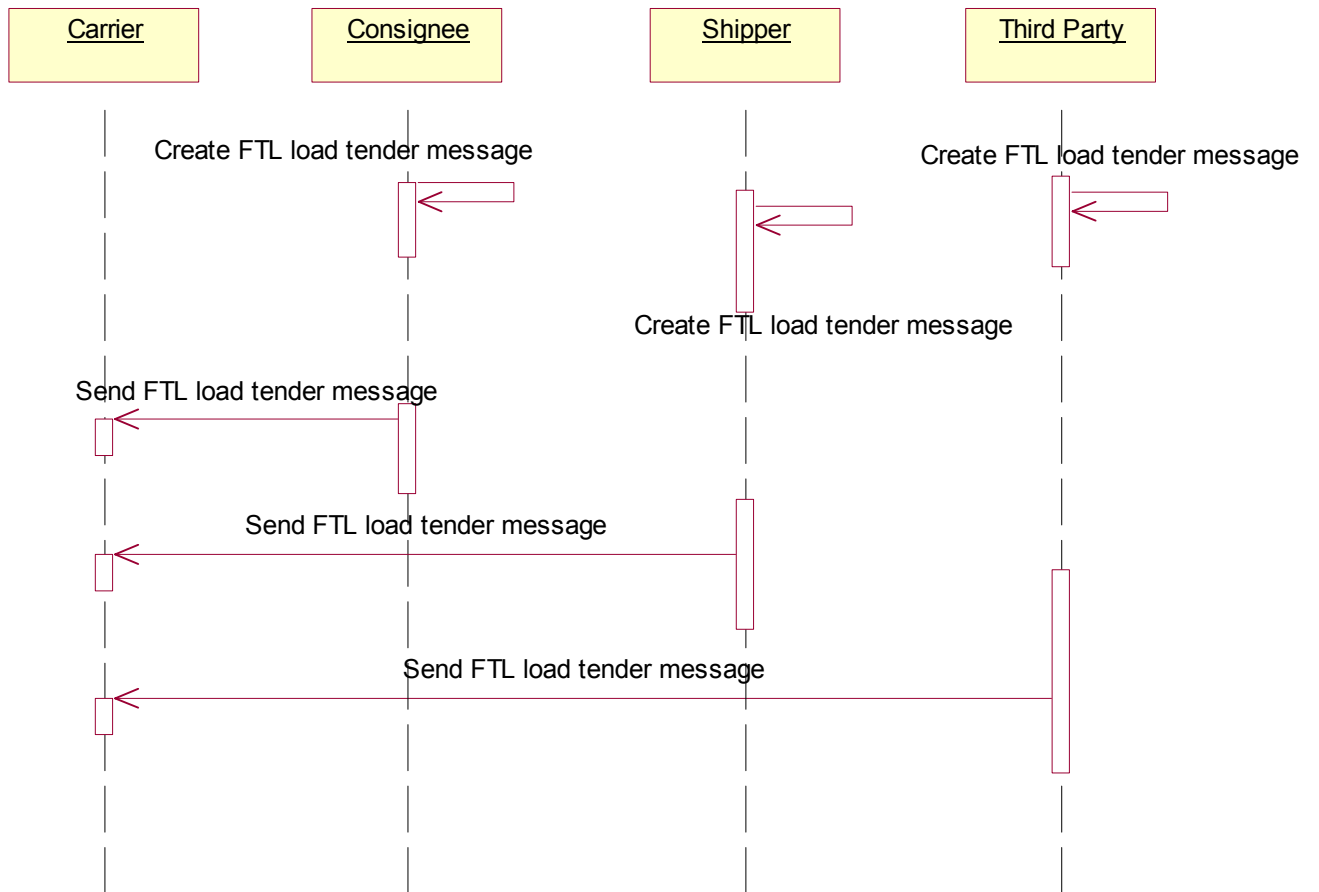 Carrier
Consignee
Shipper
Third Party
Create FTL load tender message
Create FTL load tender message
Create FTL load tender message
Send FTL load tender message
Send FTL load tender message
Send FTL load tender message